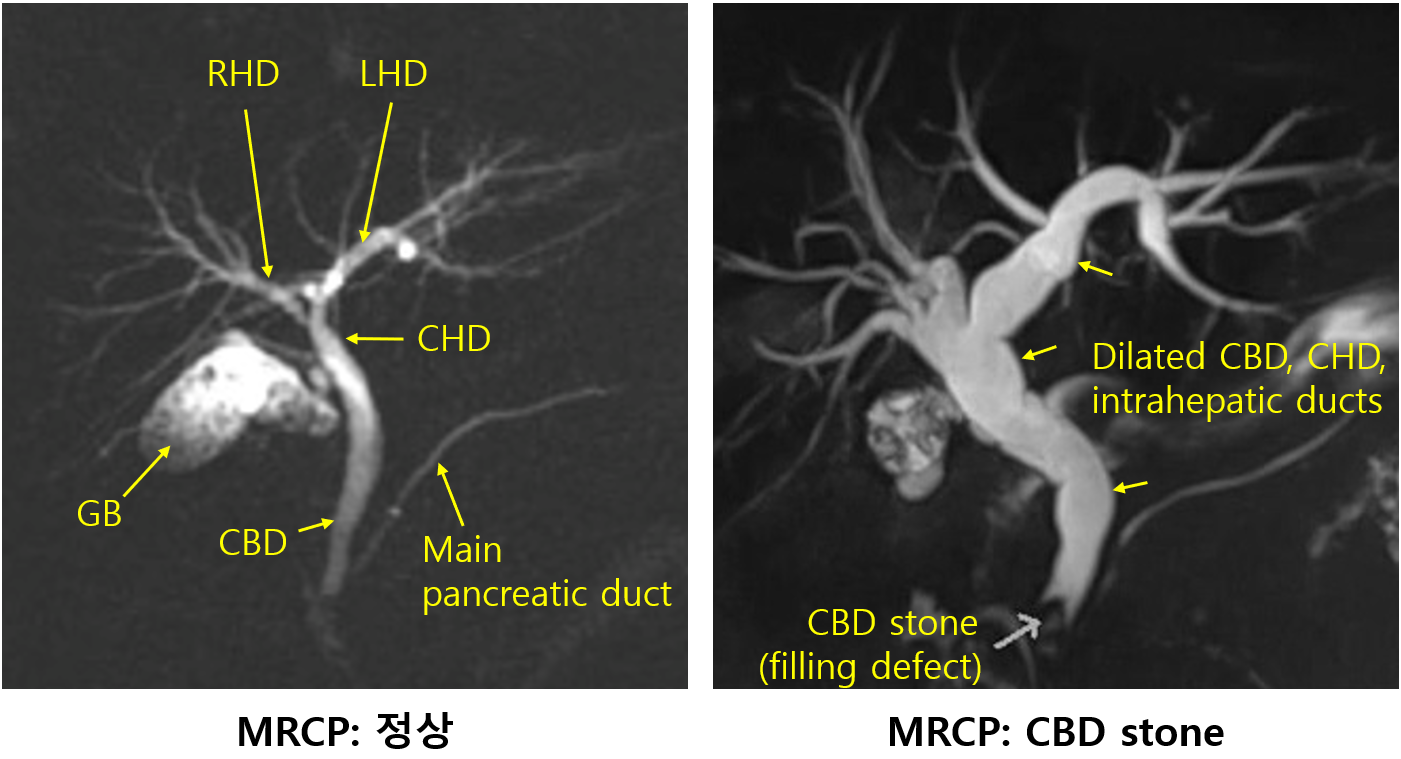 RHD
LHD
CHD
GB
CBD
Main
pancreatic duct
MRCP: 정상
Dilated CBD, CHD,
intrahepatic ducts
CBD stone
(filling defect)
MRCP: CBD stone